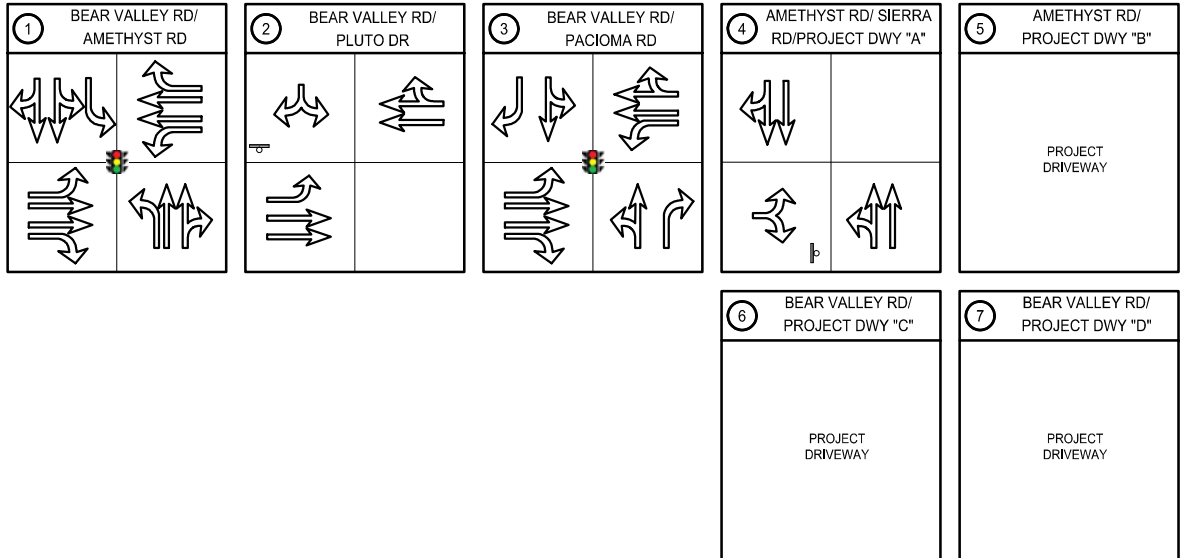 1
BEAR VALLEY RD/
AMETHYST RD
2
BEAR VALLEY RD/
PLUTO DR
3
BEAR VALLEY RD/
PACIOMA RD
4
AMETHYST RD/ SIERRA
RD/PROJECT DWY "A"
5
AMETHYST RD/
PROJECT DWY "B"
PROJECT
DRIVEWAY
6
BEAR VALLEY RD/
PROJECT DWY "C"
PROJECT
DRIVEWAY
7
BEAR VALLEY RD/
PROJECT DWY "D"
PROJECT
DRIVEWAY